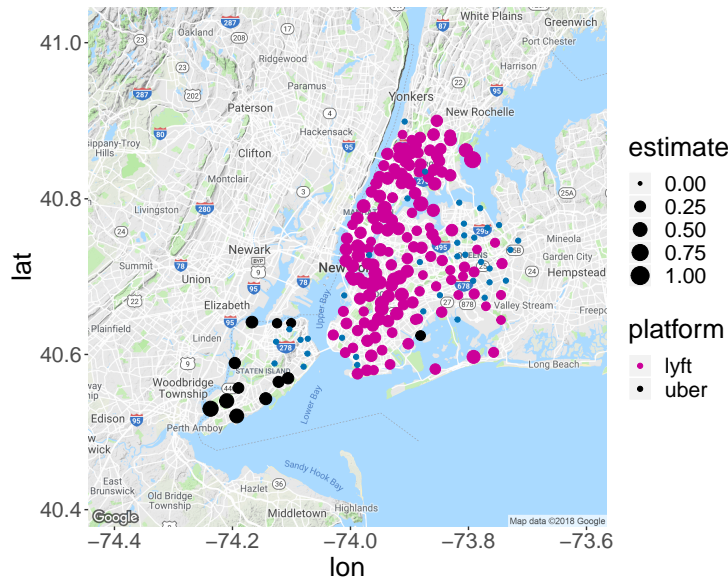 41.0
40.8
40.6
40.4
lat
−74.4
−74.2
−74.0
−73.8
−73.6
lon
estimate
0.00
0.25
0.50
0.75
1.00
platform
lyft
uber
Oakland
Ridgewood
White Plains
Greenwich
Port Chester
Harrison
Paramus
Yonkers
New Rochelle
Paterson
Hackensack
Clifton
Montclair
Livingston
Newark
Summit
Union
Elizabeth
Linden
Plainfield
Woodbridge
Township
Edison
Perth Amboy
STATEN ISLAND
Upper Bay
Lower Bay
Mineola
Garden City
Hempstead
Valley Stream
Long Beach
Sandy Hook Bay
East
Brunswick
Old Bridge
Township
Hazlet
Middletown
Highlands
Google
Map data ©2018 Google